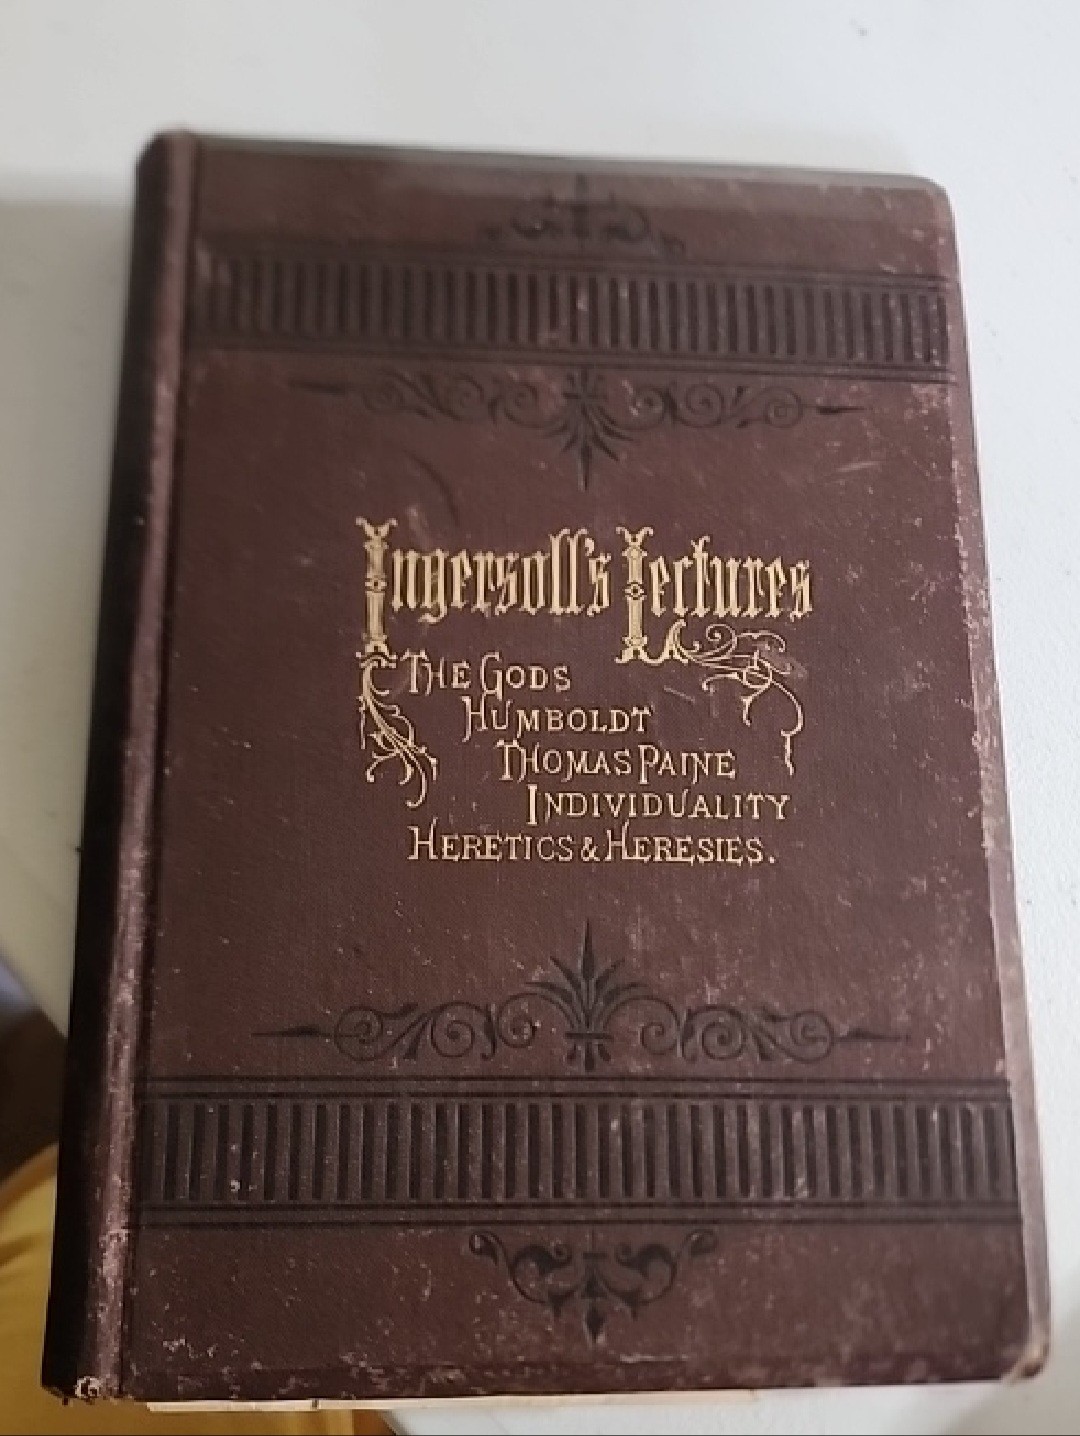 Ingersoll's Lectures
The Gods
Humboldt
Thomas Paine
Individuality
Heretics & Heresies.